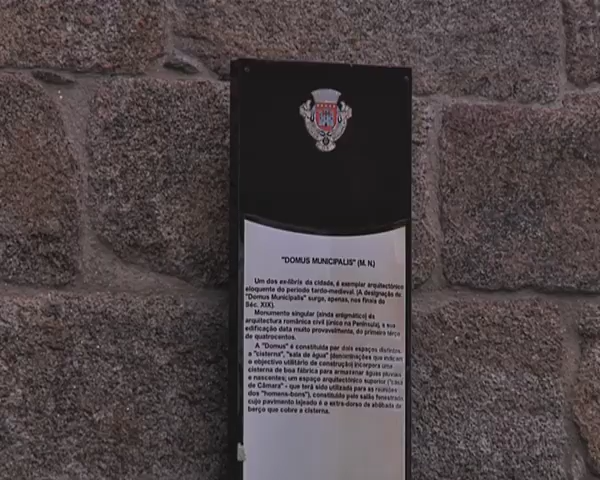 "DOMUS MUNICIPALIS" (M. N.)
Um dos ex-libris da cidade, é exemplar arquitectónico
eloquente do período tardo-medieval. (A designação de
"Domus Municipalis" surge, apenas, nos finais do
Séc. XIX).
Monumento singular (ainda enigmático) da
arquitectura românica civil (único na Península), a sua
edificação data muito provavelmente, do primeiro terço
de quatrocentos.
A "Domus" é constituída por dois espaços distintos:
a "cisterna", "sala de água" (denominações que indicam
o objectivo utilitário da construção) incorpora uma
cisterna de boa fábrica para armazenar águas pluviais
e nascentes; um espaço arquitectónico superior ("casa
de Câmara" - que terá sido utilizada para as reuniões
dos "homens-bons"), constituído pelo salão fenestrado
cujo pavimento lajeado é o extra-dorso da abóbada de
berço que cobre a cisterna.